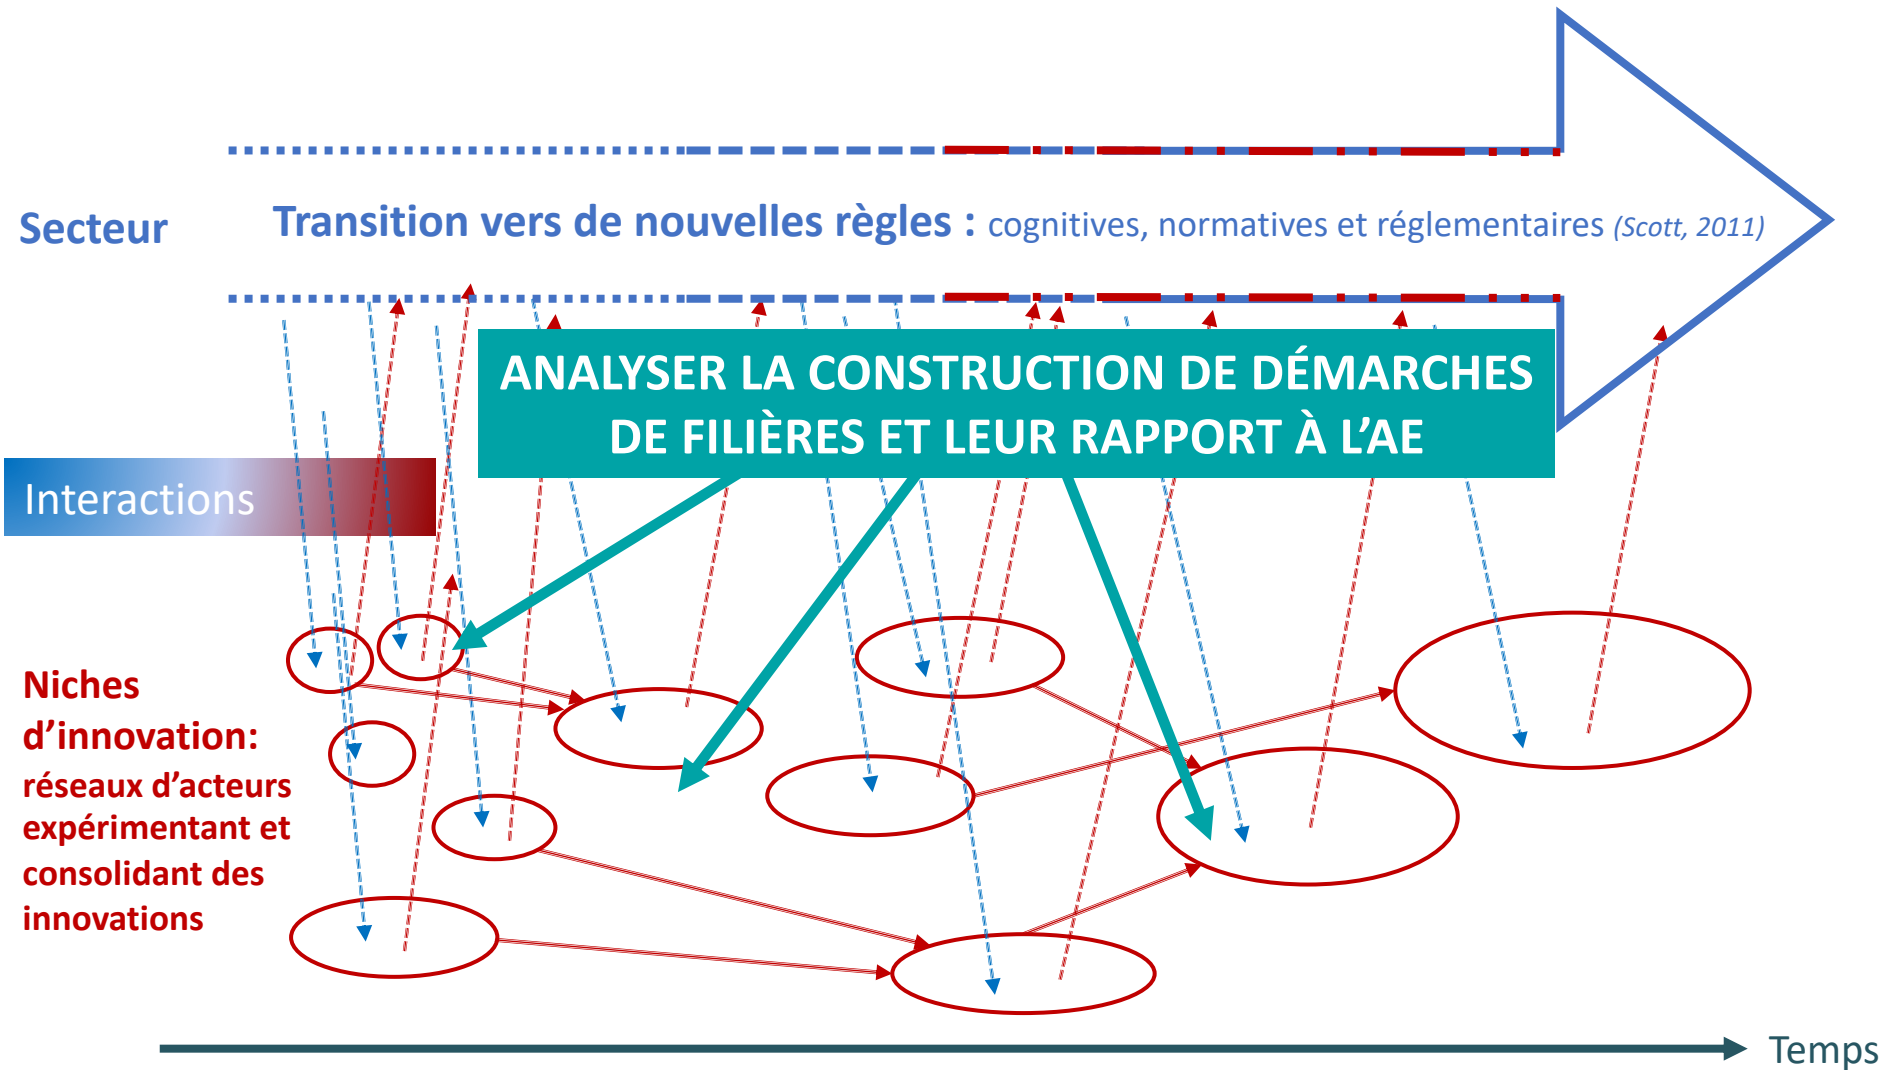 Secteur
Transition vers de nouvelles règles : cognitives, normatives et réglementaires (Scott, 2011)
ANALYSER LA CONSTRUCTION DE DÉMARCHES
DE FILIÈRES ET LEUR RAPPORT À L’AE
Interactions
Niches
d’innovation:
réseaux d’acteurs
expérimentant et
consolidant des
innovations
Temps